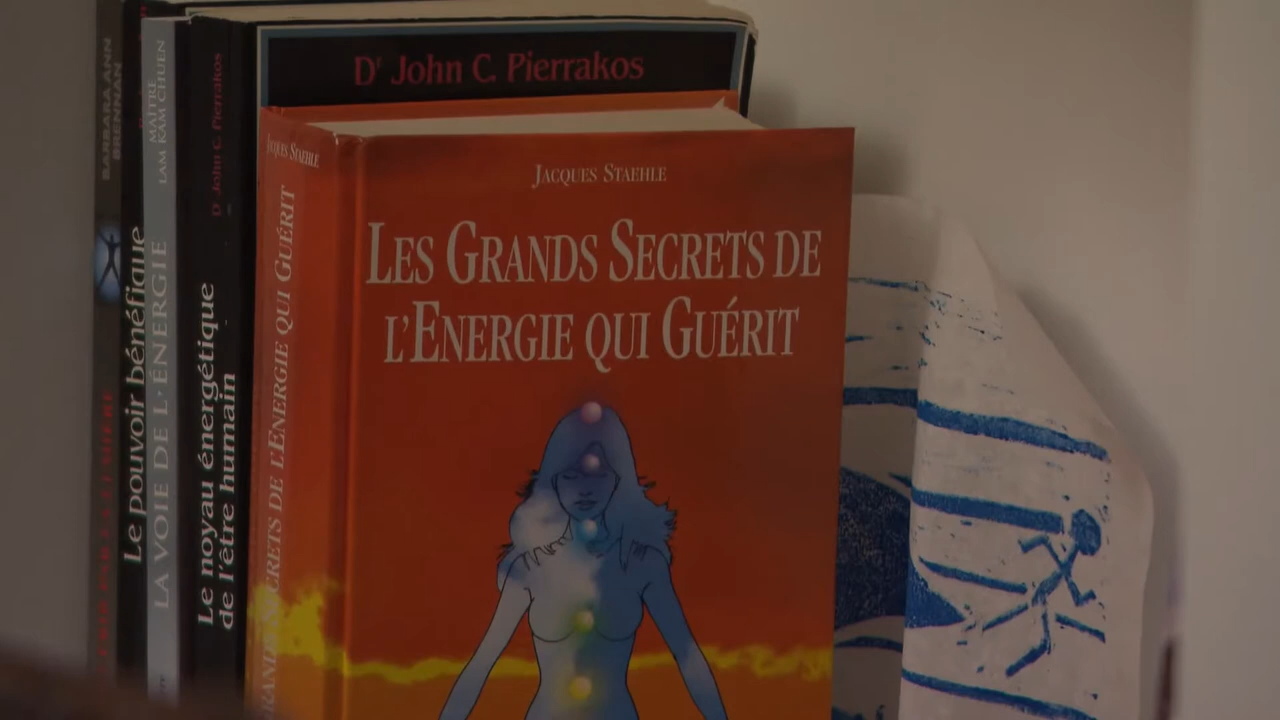 BARBARA ANN
BRENNAN
Le pouvoir bénéfique
MAÎTRE
LAM KAM CHUEN
LA VOIE DE L'ÉNERGIE
Dr John C. Pierrakos
Le noyau énergétique
de l'être humain
Dr John C. Pierrakos
JACQUES STAEHLE
GRANDS SECRETS DE L'ENERGIE QUI GUÉRIT
JACQUES STAEHLE
LES GRANDS SECRETS DE
L'ENERGIE QUI GUÉRIT